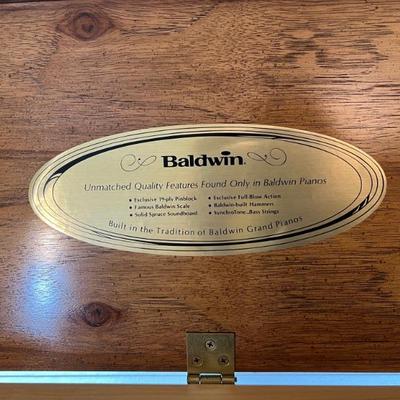 Baldwin
Unmatched Quality Features Found Only in Baldwin Pianos
• Exclusive 19-ply Pinblock • Exclusive Full-Blow Action
• Famous Baldwin Scale • Baldwin-built Hammers
• Solid Spruce Soundboard • SynchroTone Bass Strings
Built in the Tradition of Baldwin Grand Pianos